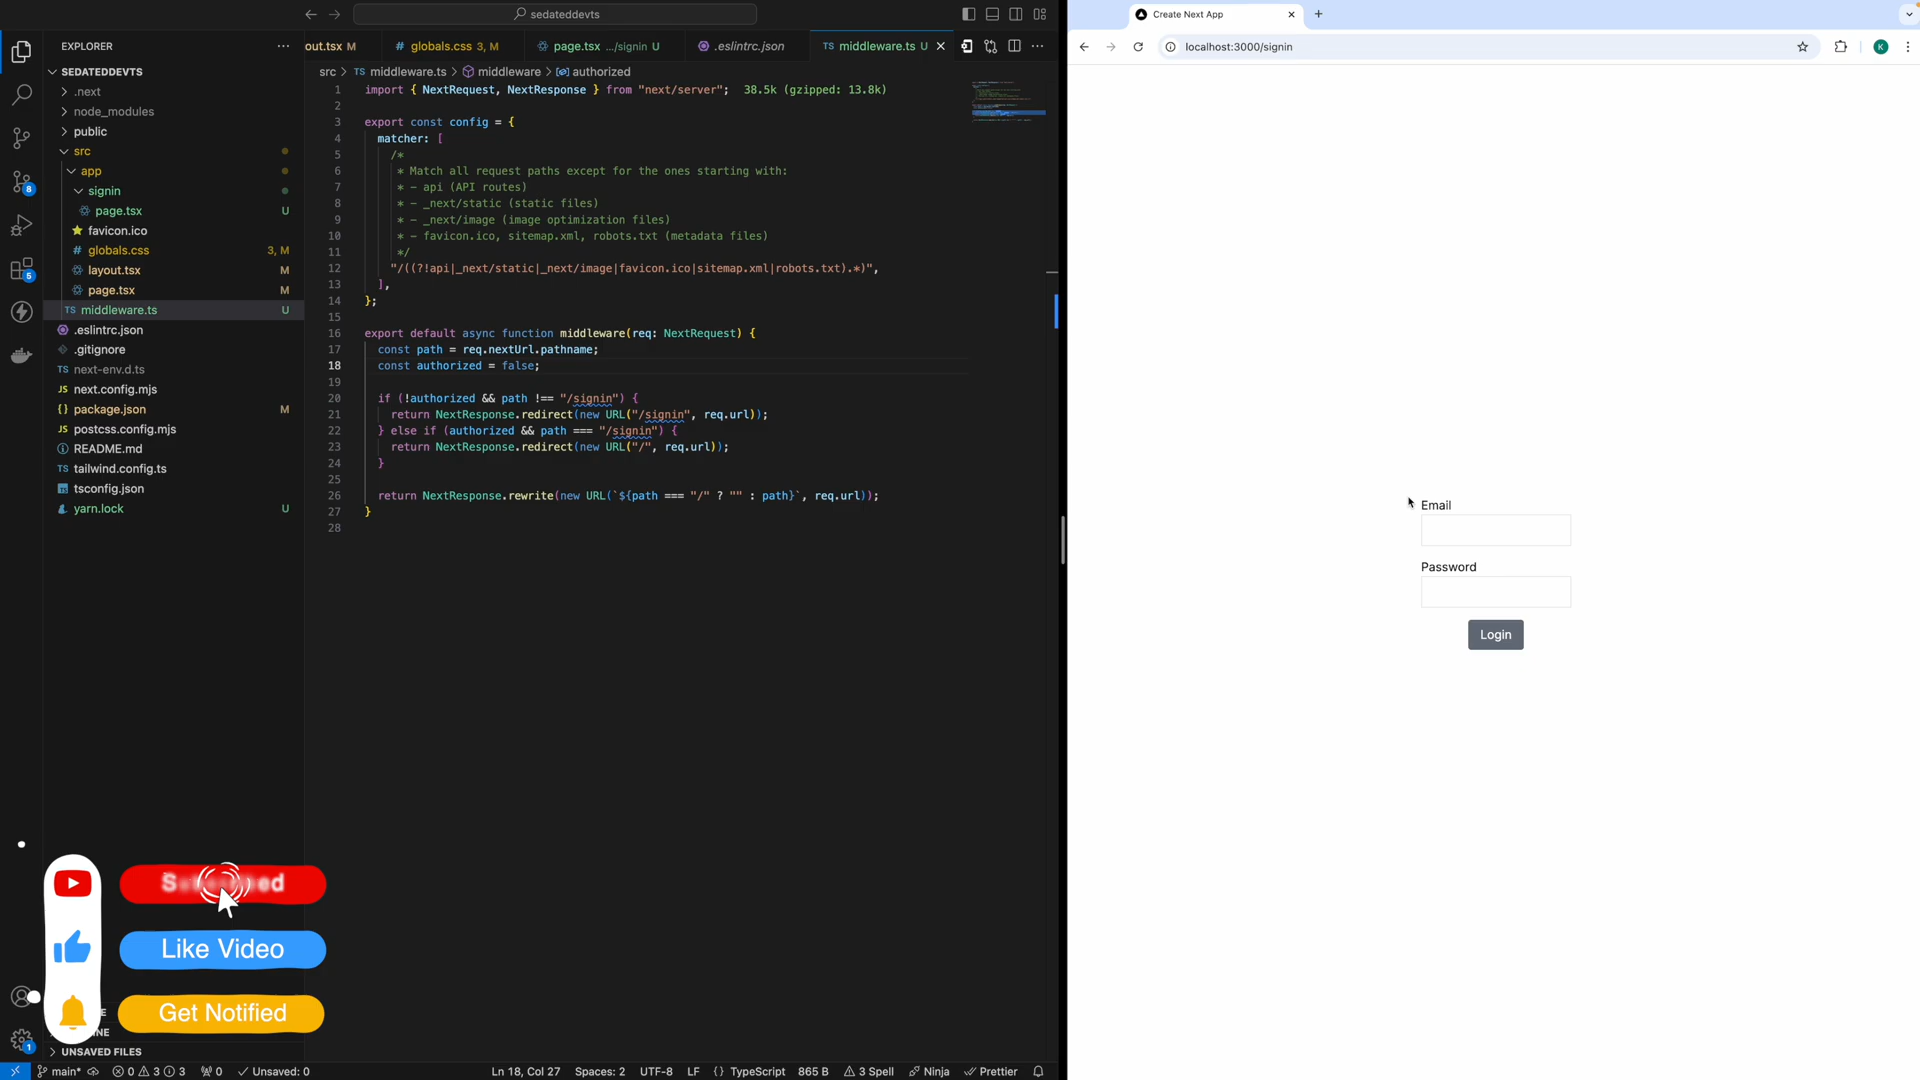 sedateddevts
EXPLORER
SEDATEDDEVTS
.next
node_modules
public
src
app
signin
page.tsx U
favicon.ico
globals.css 3, M
layout.tsx M
page.tsx M
middleware.ts U
.eslintrc.json
.gitignore
next-env.d.ts
next.config.mjs
package.json M
postcss.config.mjs
README.md
tailwind.config.ts
tsconfig.json
yarn.lock U
8
5
1
UNSAVED FILES
Like Video
Get Notified
out.tsx M
globals.css 3, M
page.tsx .../signin U
.eslintrc.json
middleware.ts U
src > TS middleware.ts > middleware > authorized
1 import { NextRequest, NextResponse } from "next/server"; 38.5k (gzipped: 13.8k)
2
3 export const config = {
4 matcher: [
5 /*
6 * Match all request paths except for the ones starting with:
7 * - api (API routes)
8 * - _next/static (static files)
9 * - _next/image (image optimization files)
10 * - favicon.ico, sitemap.xml, robots.txt (metadata files)
11 */
12 "/((?!api|_next/static|_next/image|favicon.ico|sitemap.xml|robots.txt).*)",
13 ],
14 };
15
16 export default async function middleware(req: NextRequest) {
17 const path = req.nextUrl.pathname;
18 const authorized = false;
19
20 if (!authorized && path !== "/signin") {
21 return NextResponse.redirect(new URL("/signin", req.url));
22 } else if (authorized && path === "/signin") {
23 return NextResponse.redirect(new URL("/", req.url));
24 }
25
26 return NextResponse.rewrite(new URL(`${path === "/" ? "" : path}`, req.url));
27 }
28
main* 0 3 3 0 Unsaved: 0 Ln 18, Col 27 Spaces: 2 UTF-8 LF {} TypeScript 865 B 3 Spell Ninja Prettier
Create Next App
localhost:3000/signin
K
Email
Password
Login